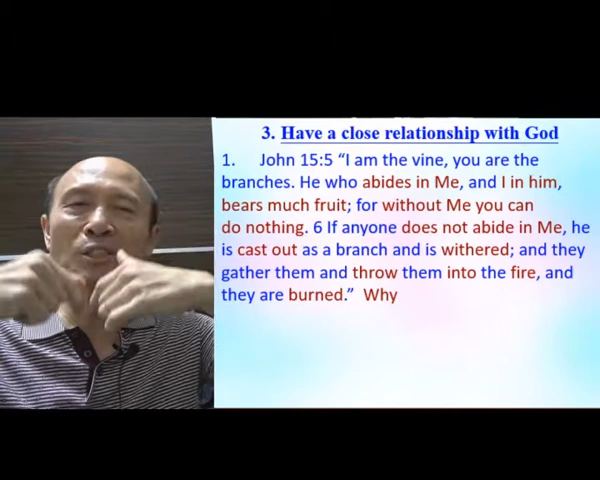 3. Have a close relationship with God
1. John 15:5 “I am the vine, you are the
branches. He who abides in Me, and I in him,
bears much fruit; for without Me you can
do nothing. 6 If anyone does not abide in Me, he
is cast out as a branch and is withered; and they
gather them and throw them into the fire, and
they are burned.” Why